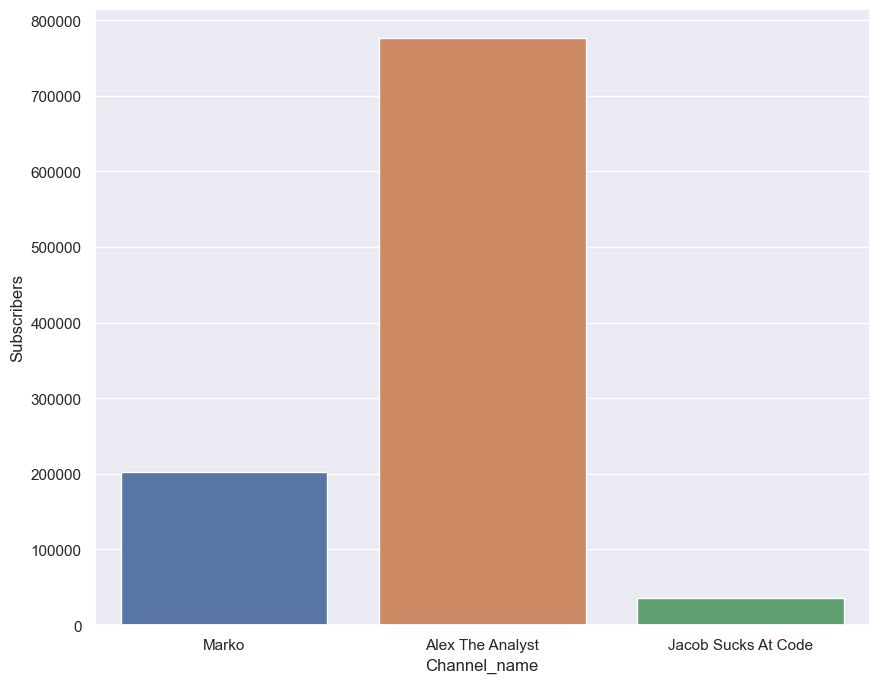 800000
700000
600000
500000
400000
300000
200000
100000
0
Subscribers
Marko
Alex The Analyst
Jacob Sucks At Code
Channel_name